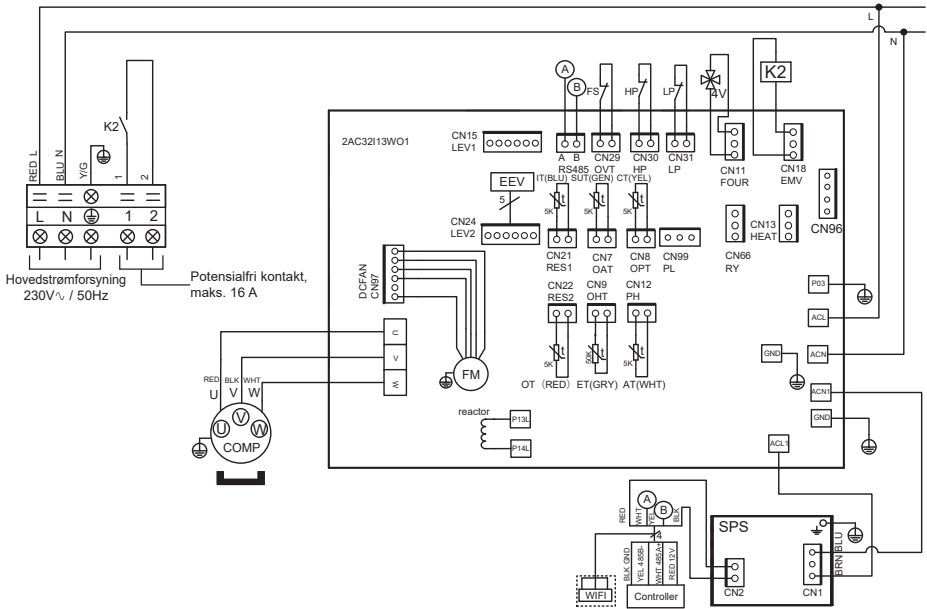 L
N
RED L
BLU N
Y/G
K2
1
2
L N 1 2
Hovedstrømforsyning
230V∿ / 50Hz
Potensialfri kontakt,
maks. 16 A
2AC32I13WO1
CN15
LEV1
A
B
A B
RS485
FS
CN29
OVT
HP
CN30
HP
LP
CN31
LP
4V
CN11
FOUR
K2
CN18
EMV
CN96
EEV
5
CN24
LEV2
IT(BLU) SUT(GEN) CT(YEL)
t
5K
t
5K
t
5K
CN21
RES1
CN7
OAT
CN8
OPT
CN99
PL
CN66
RY
CN13
HEAT
CN22
RES2
CN9
OHT
CN12
PH
t
5K
t
50K
t
5K
OT (RED) ET(GRY) AT(WHT)
DCFAN
CN97
FM
U
V
W
RED BLK WHT
U V W
U
V
W
COMP
reactor
P13L
P14L
P03
ACL
ACN
GND
ACN1
GND
ACL1
RED
WHT
YEL
BLK
A
B
4
BLK GND
YEL 485B-
WHT 485A+
RED 12V
WIFI
Controller
SPS
CN2
CN1
BRN
BLU